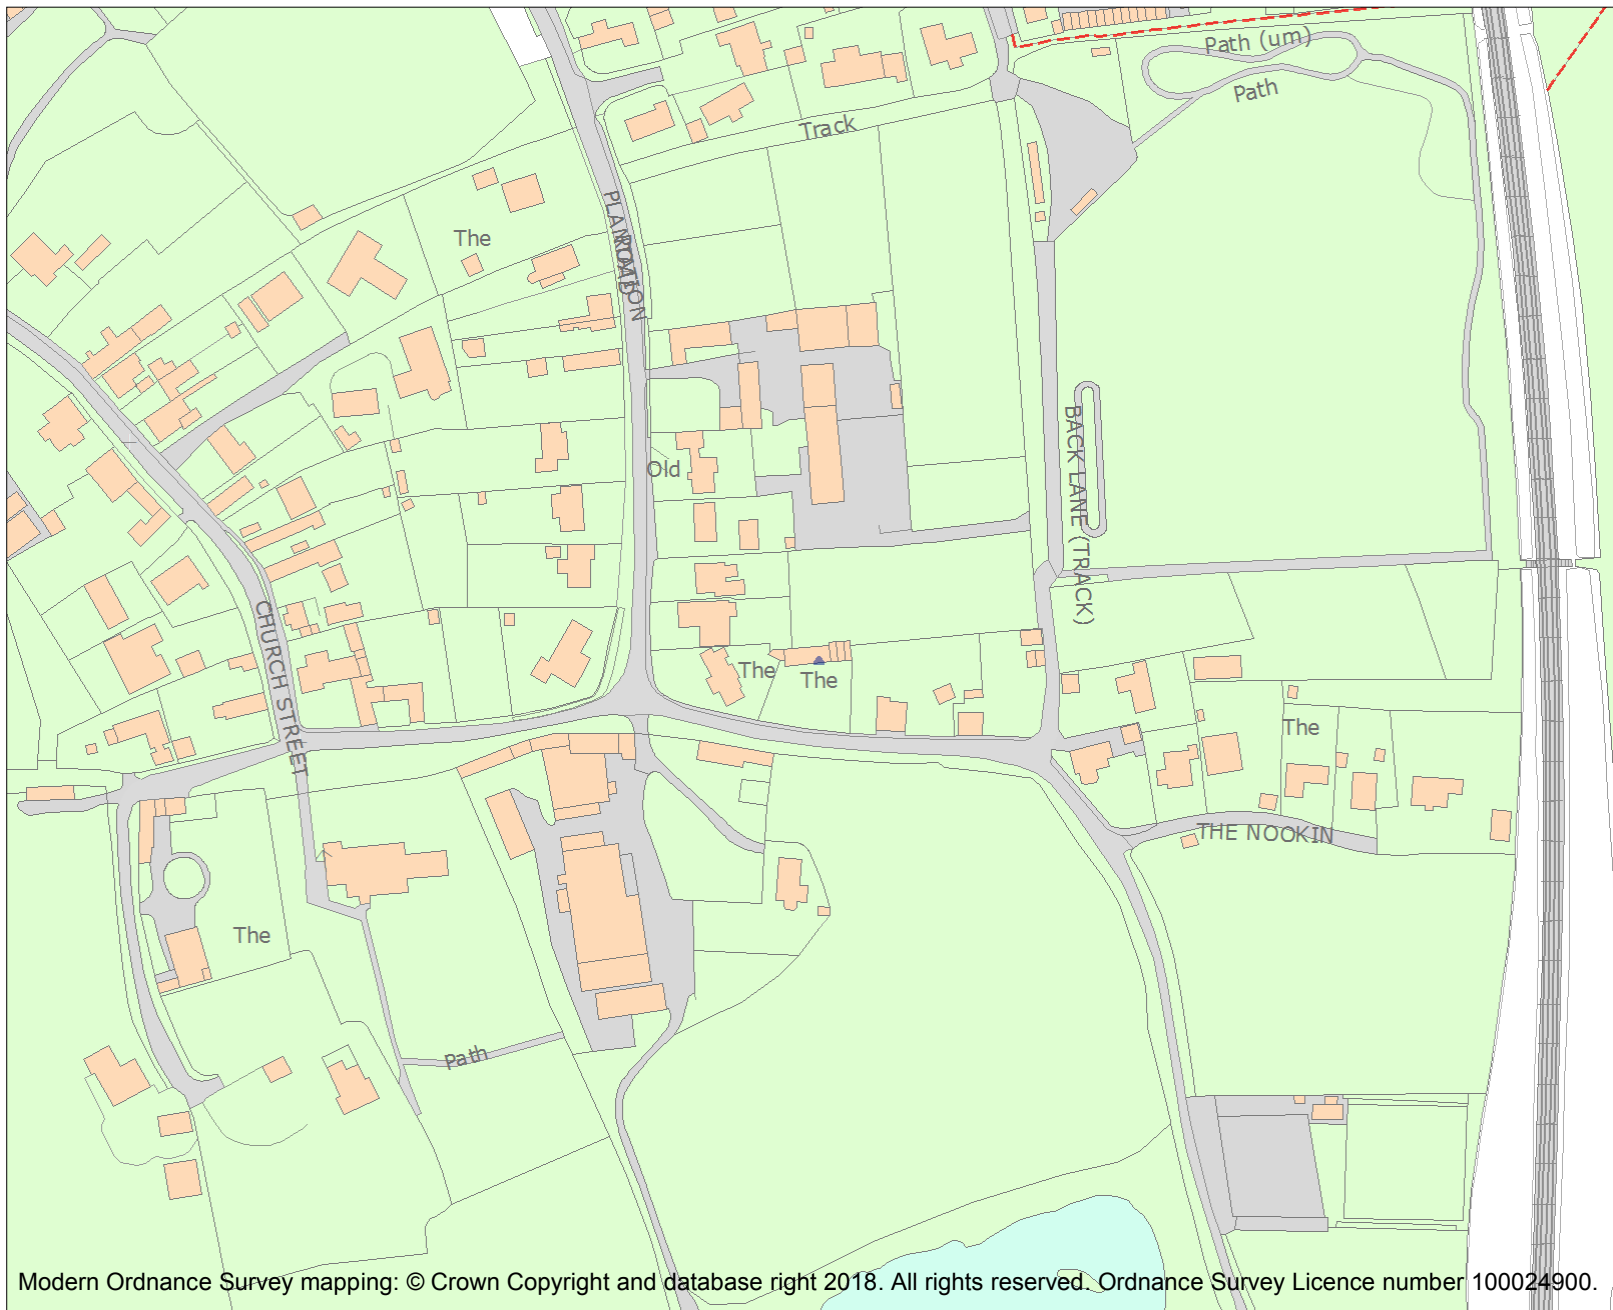 Path (um)
Path
Track
The
PLANTATION
ROAD
Old
BACK LANE (TRACK)
CHURCH STREET
The
The
The
THE NOOKIN
The
Path
Modern Ordnance Survey mapping: © Crown Copyright and database right 2018. All rights reserved. Ordnance Survey Licence number 100024900.